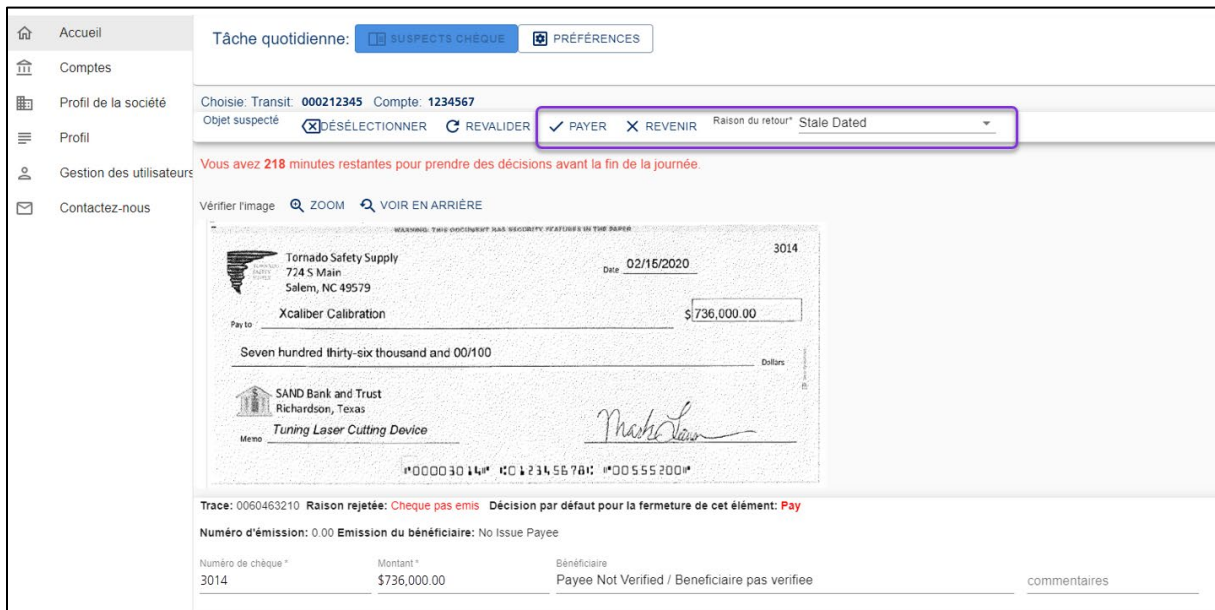 Accueil
Comptes
Profil de la société
Profil
Gestion des utilisateurs
Contactez-nous
Tâche quotidienne: SUSPECTS CHÈQUE PRÉFÉRENCES
Choisie: Transit: 000212345 Compte: 1234567
Objet suspecté DÉSÉLECTIONNER REVALIDER PAYER REVENIR Raison du retour* Stale Dated
Vous avez 218 minutes restantes pour prendre des décisions avant la fin de la journée.
Vérifier l'image ZOOM VOIR EN ARRIÈRE
WARNING: THIS DOCUMENT HAS SECURITY FEATURES IN THE PAPER
3014
Tornado Safety Supply
724 S Main
Salem, NC 49579
Date 02/15/2020
Pay to Xcaliber Calibration $ 736,000.00
Seven hundred thirty-six thousand and 00/100 Dollars
SAND Bank and Trust
Richardson, Texas
Memo Tuning Laser Cutting Device
⑈00003014⑈ ⑆012345678⑆ ⑈00555200⑈
Trace: 0060463210 Raison rejetée: Cheque pas emis Décision par défaut pour la fermeture de cet élément: Pay
Numéro d'émission: 0.00 Emission du bénéficiaire: No Issue Payee
Numéro de chèque * Montant * Bénéficiaire
3014 $736,000.00 Payee Not Verified / Beneficiaire pas verifiee commentaires